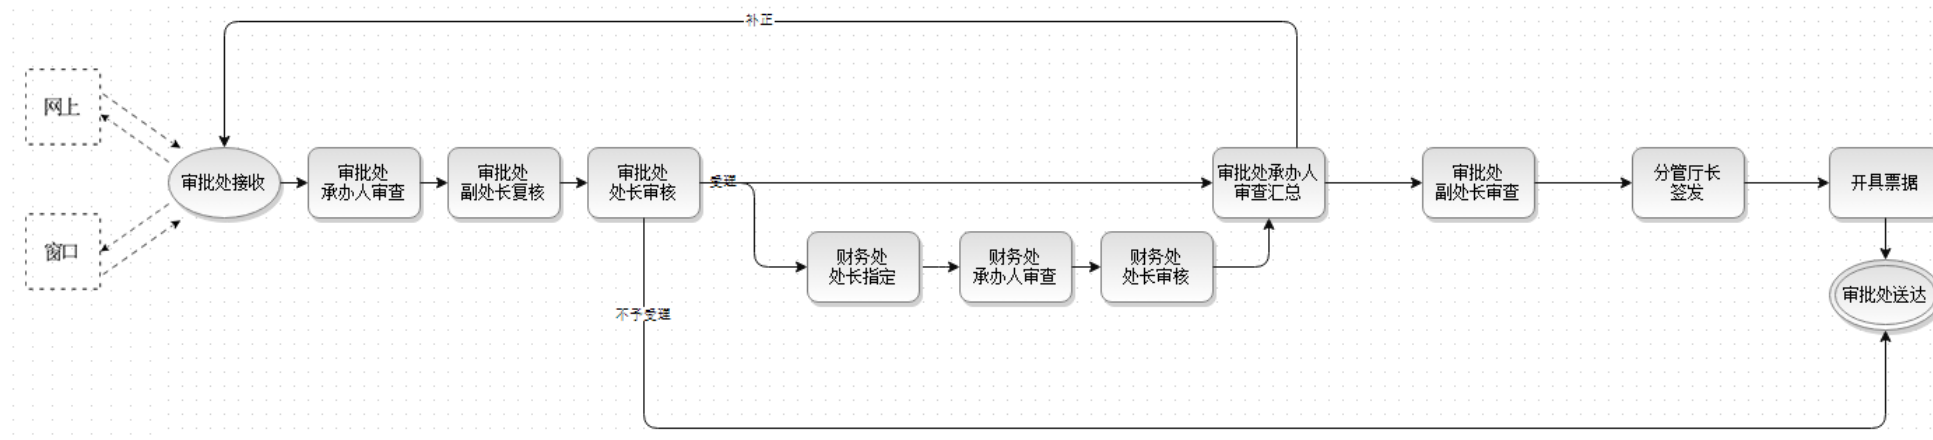 补正
网上
审批处接收
审批处
承办人审查
审批处
副处长复核
审批处
处长审核
受理
审批处承办人
审查汇总
审批处
副处长审查
分管厅长
签发
开具票据
窗口
财务处
处长指定
财务处
承办人审查
财务处
处长审核
审批处送达
不予受理